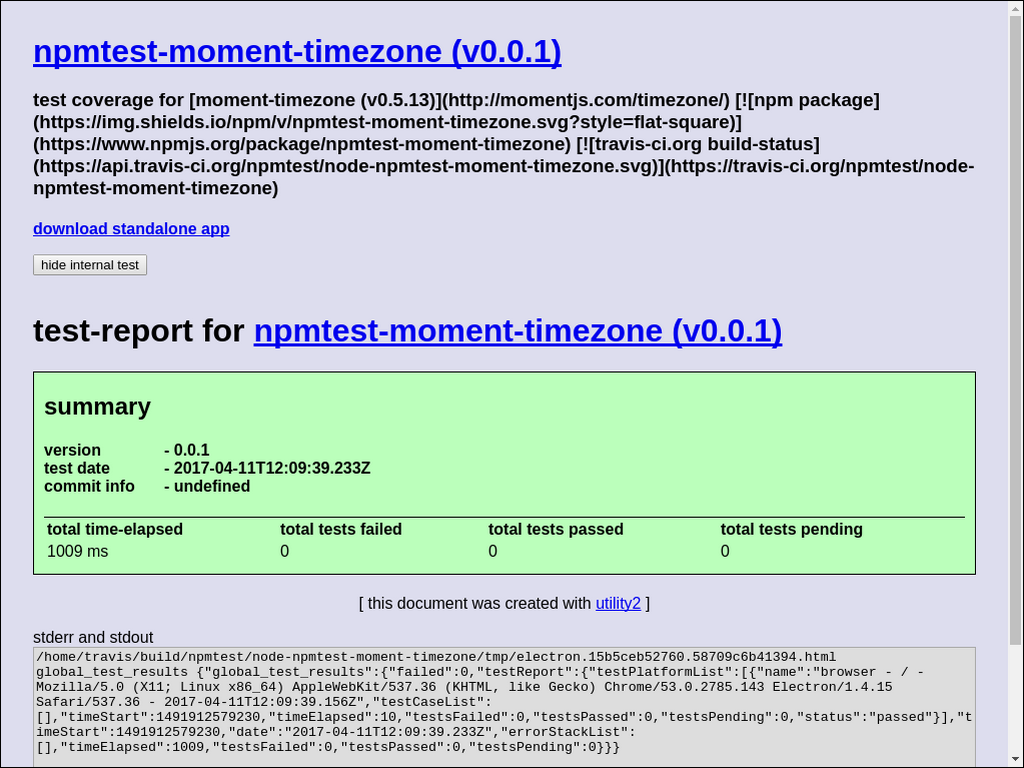 npmtest-moment-timezone (v0.0.1)
test coverage for [moment-timezone (v0.5.13)](http://momentjs.com/timezone/) [![npm package]
(https://img.shields.io/npm/v/npmtest-moment-timezone.svg?style=flat-square)]
(https://www.npmjs.org/package/npmtest-moment-timezone) [![travis-ci.org build-status]
(https://api.travis-ci.org/npmtest/node-npmtest-moment-timezone.svg)](https://travis-ci.org/npmtest/node-
npmtest-moment-timezone)
download standalone app
hide internal test
test-report for npmtest-moment-timezone (v0.0.1)
summary
version - 0.0.1
test date - 2017-04-11T12:09:39.233Z
commit info - undefined
total time-elapsed total tests failed total tests passed total tests pending
1009 ms 0 0 0
[ this document was created with utility2 ]
stderr and stdout
/home/travis/build/npmtest/node-npmtest-moment-timezone/tmp/electron.15b5ceb52760.58709c6b41394.html
global_test_results {"global_test_results":{"failed":0,"testReport":{"testPlatformList":[{"name":"browser - / -
Mozilla/5.0 (X11; Linux x86_64) AppleWebKit/537.36 (KHTML, like Gecko) Chrome/53.0.2785.143 Electron/1.4.15
Safari/537.36 - 2017-04-11T12:09:39.156Z","testCaseList":
[],"timeStart":1491912579230,"timeElapsed":10,"testsFailed":0,"testsPassed":0,"testsPending":0,"status":"passed"}],"t
imeStart":1491912579230,"date":"2017-04-11T12:09:39.233Z","errorStackList":
[],"timeElapsed":1009,"testsFailed":0,"testsPassed":0,"testsPending":0}}}